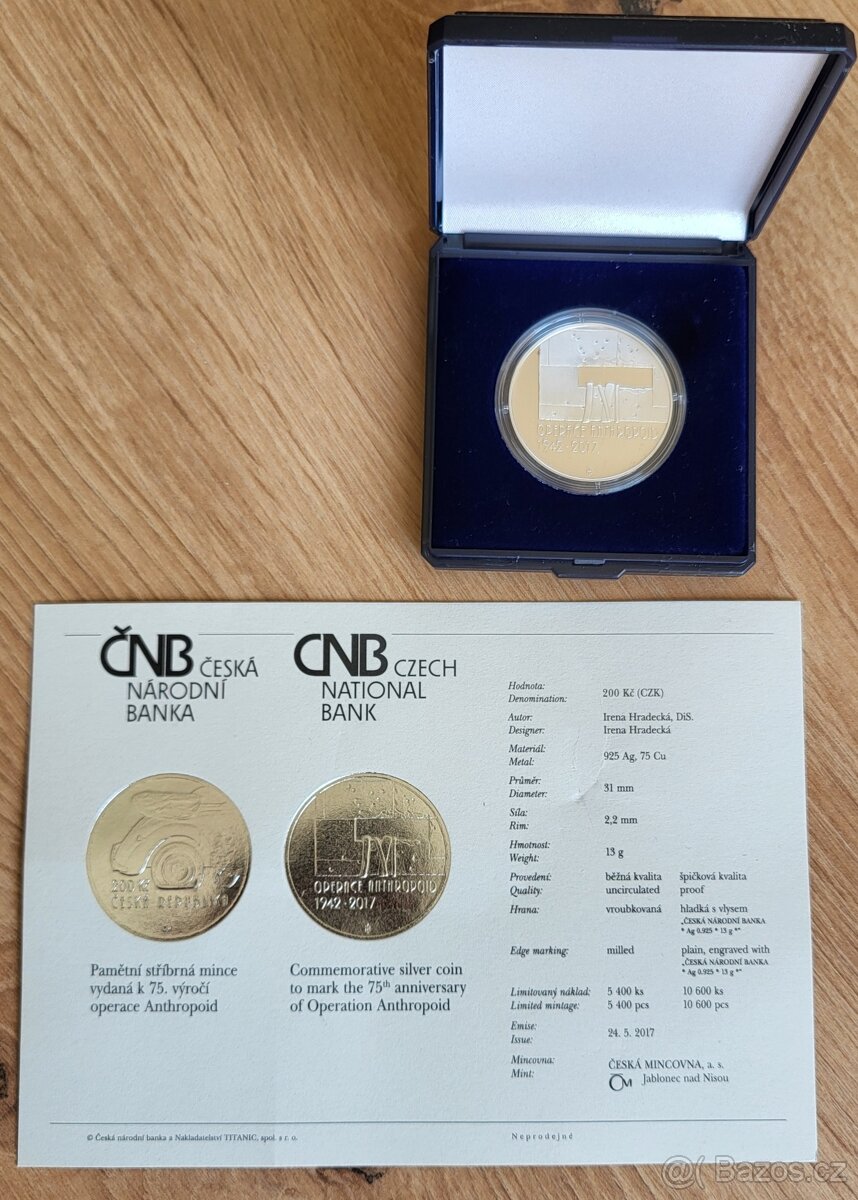 OPERACE ANTHROPOID
1942 · 2017
ČNB ČESKÁ
NÁRODNÍ
BANKA
CNB CZECH
NATIONAL
BANK
200 Kč
ČESKÁ REPUBLIKA
OPERACE ANTHROPOID
1942 · 2017
Pamětní stříbrná mince
vydaná k 75. výročí
operace Anthropoid
Commemorative silver coin
to mark the 75th anniversary
of Operation Anthropoid
Hodnota:
Denomination: 200 Kč (CZK)
Autor: Irena Hradecká, DiS.
Designer: Irena Hradecká
Materiál:
Metal: 925 Ag, 75 Cu
Průměr:
Diameter: 31 mm
Síla:
Rim: 2,2 mm
Hmotnost:
Weight: 13 g
Provedení: běžná kvalita špičková kvalita
Quality: uncirculated proof
Hrana: vroubkovaná hladká s vlysem
„ČESKÁ NÁRODNÍ BANKA
* Ag 0.925 * 13 g *“
Edge marking: milled plain, engraved with
„ČESKÁ NÁRODNÍ BANKA
* Ag 0.925 * 13 g *“
Limitovaný náklad: 5 400 ks 10 600 ks
Limited mintage: 5 400 pcs 10 600 pcs
Emise:
Issue: 24. 5. 2017
Mincovna: ČESKÁ MINCOVNA, a. s.
Mint: ČM Jablonec nad Nisou
© Česká národní banka a Nakladatelství TITANIC, spol. s r. o.
Neprodejné
@( Bazos.cz